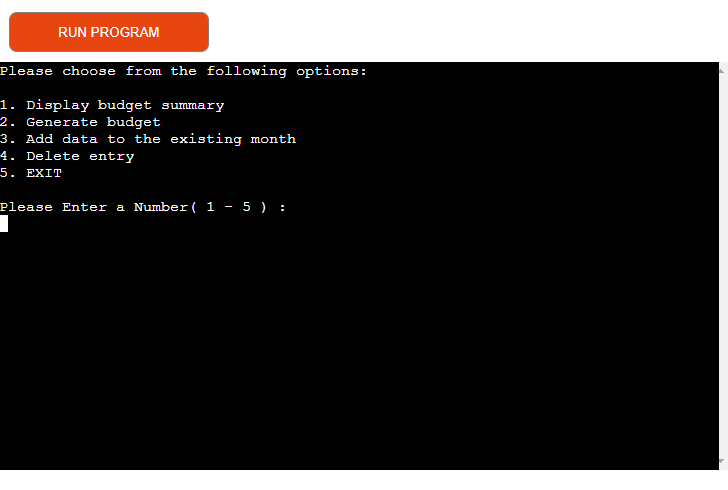 RUN PROGRAM
Please choose from the following options:
1. Display budget summary
2. Generate budget
3. Add data to the existing month
4. Delete entry
5. EXIT
Please Enter a Number( 1 - 5 ) :